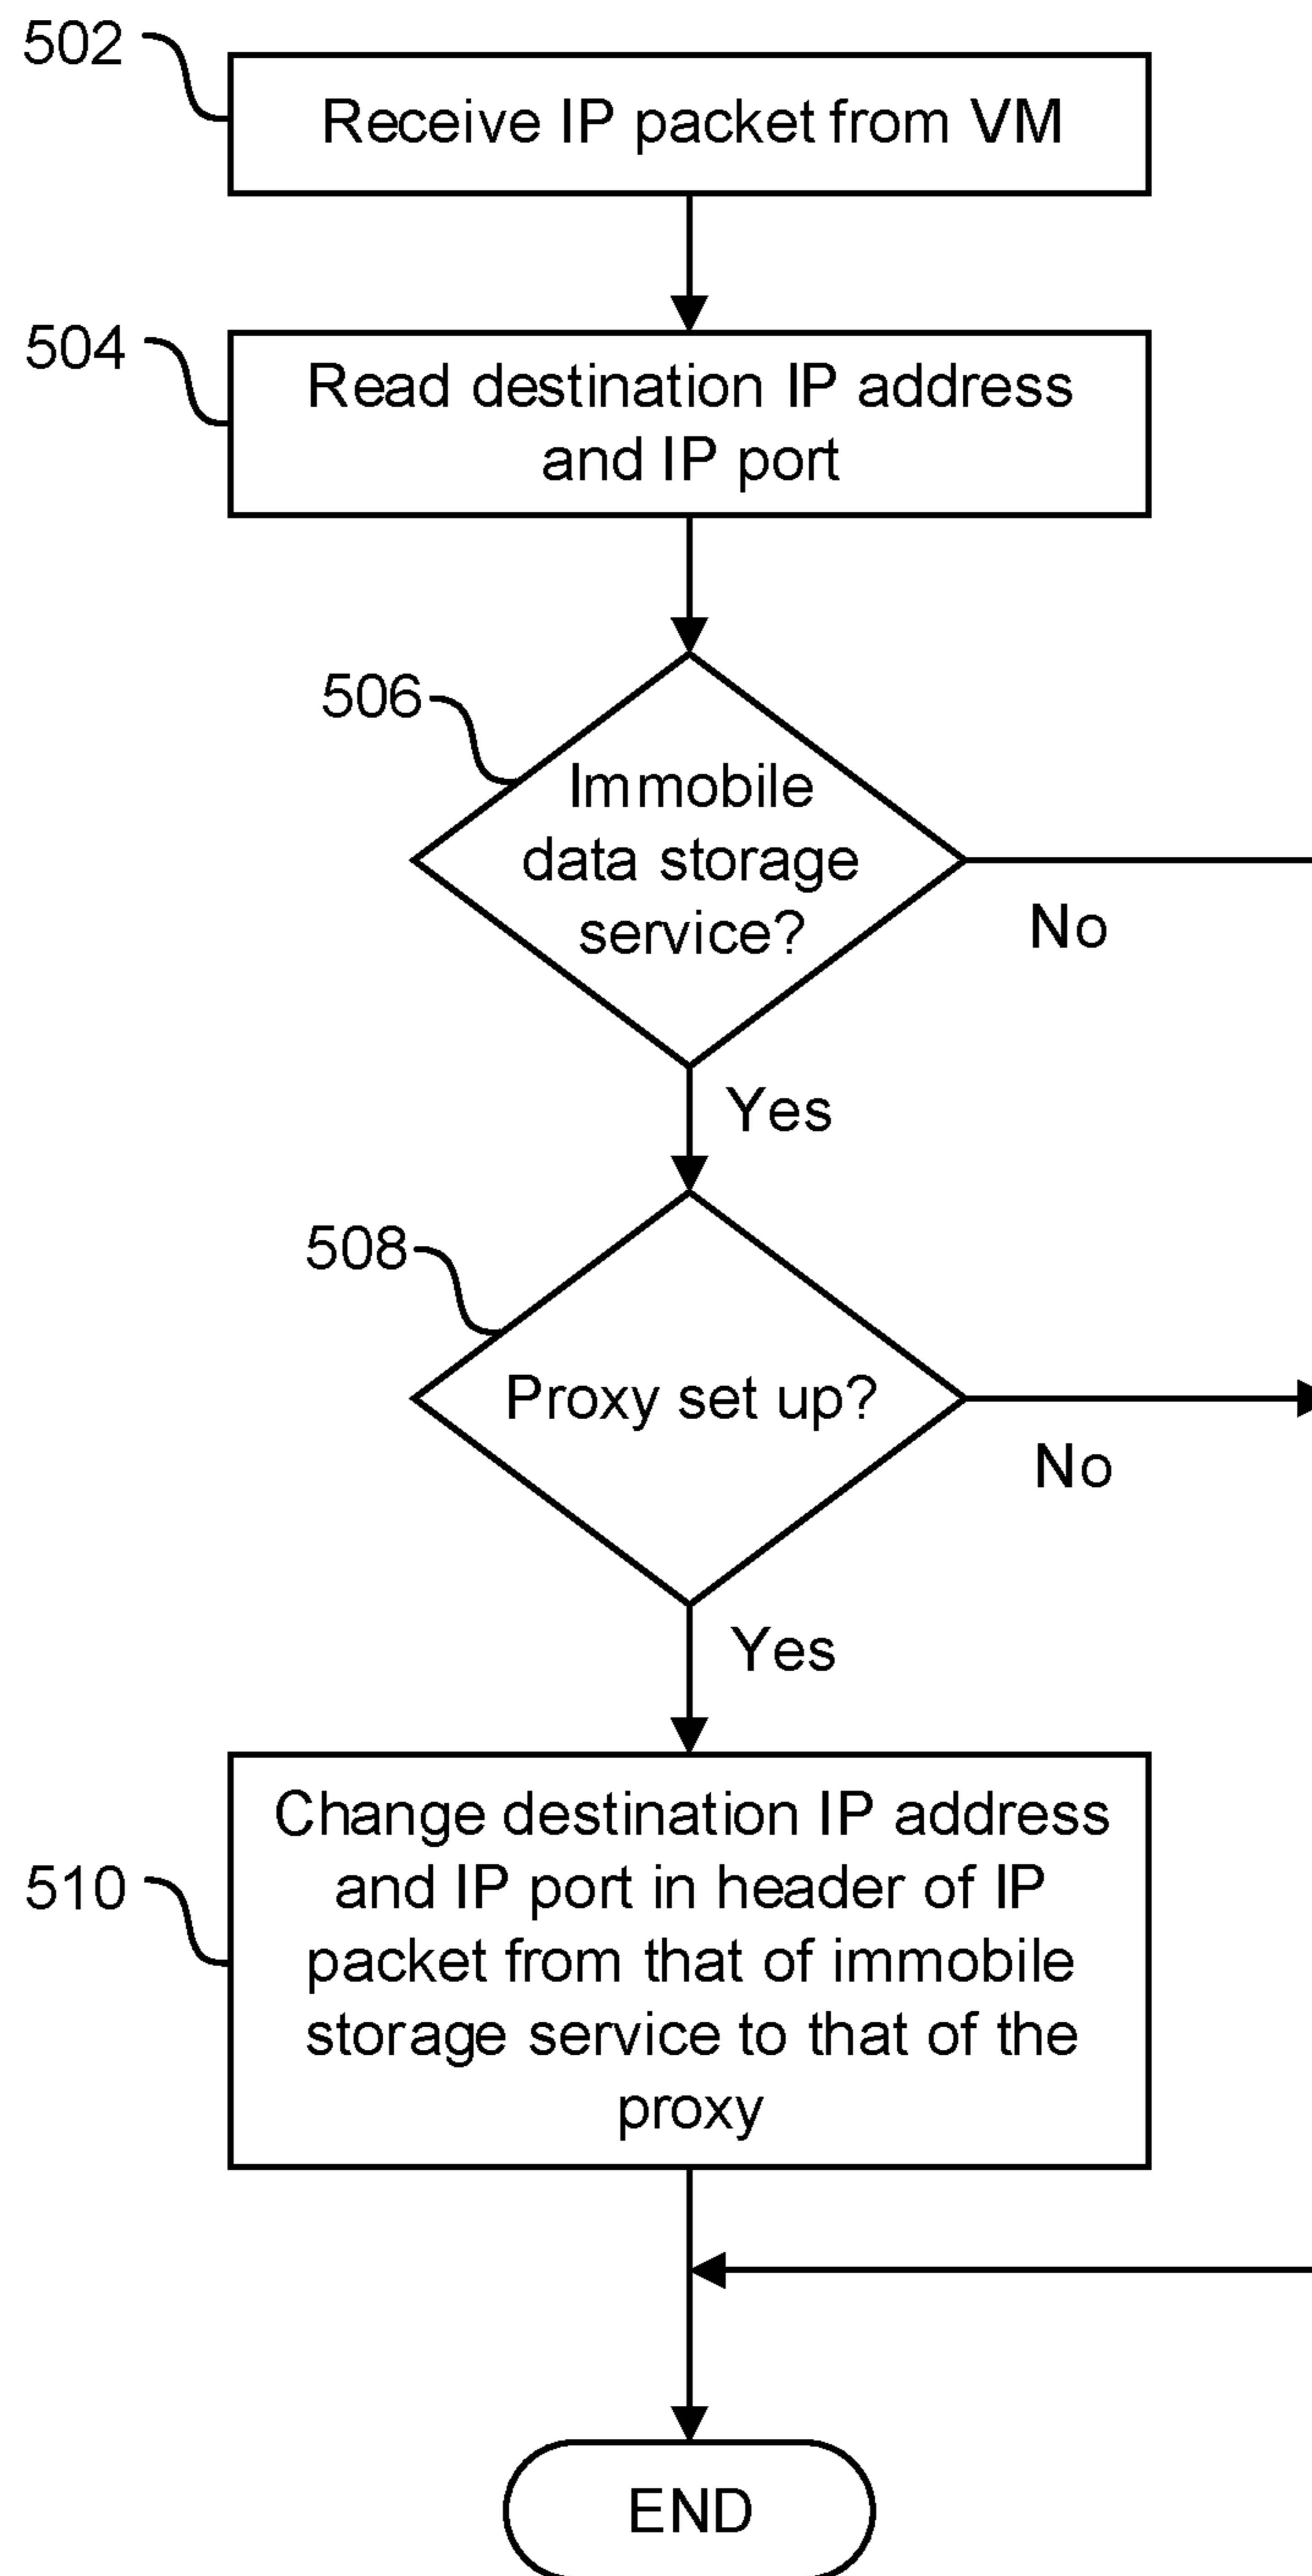 502
Receive IP packet from VM
504
Read destination IP address
and IP port
506
Immobile
data storage
service?
No
Yes
508
Proxy set up?
No
Yes
510
Change destination IP address
and IP port in header of IP
packet from that of immobile
storage service to that of the
proxy
END